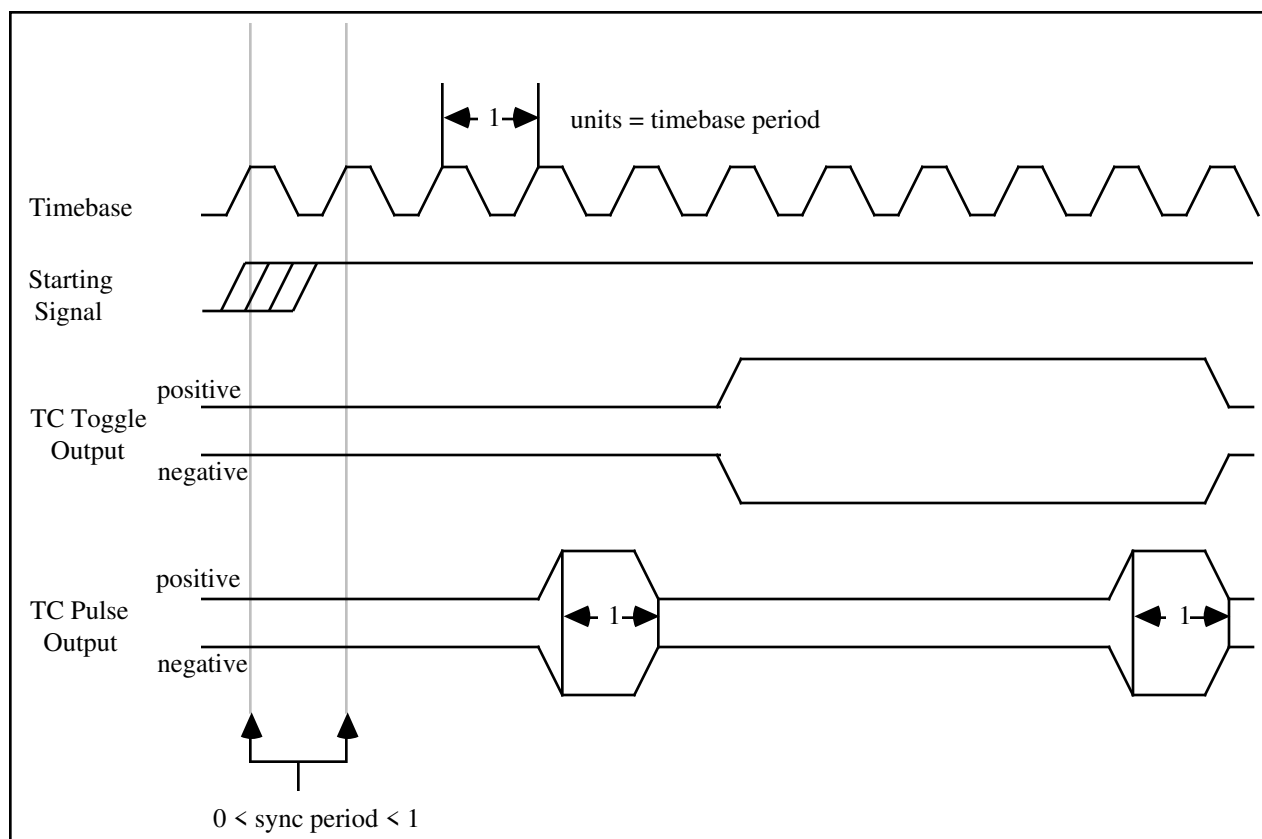 1
units = timebase period
Timebase
Starting
Signal
positive
TC Toggle
Output
negative
positive
TC Pulse
Output
1
1
negative
0 < sync period < 1